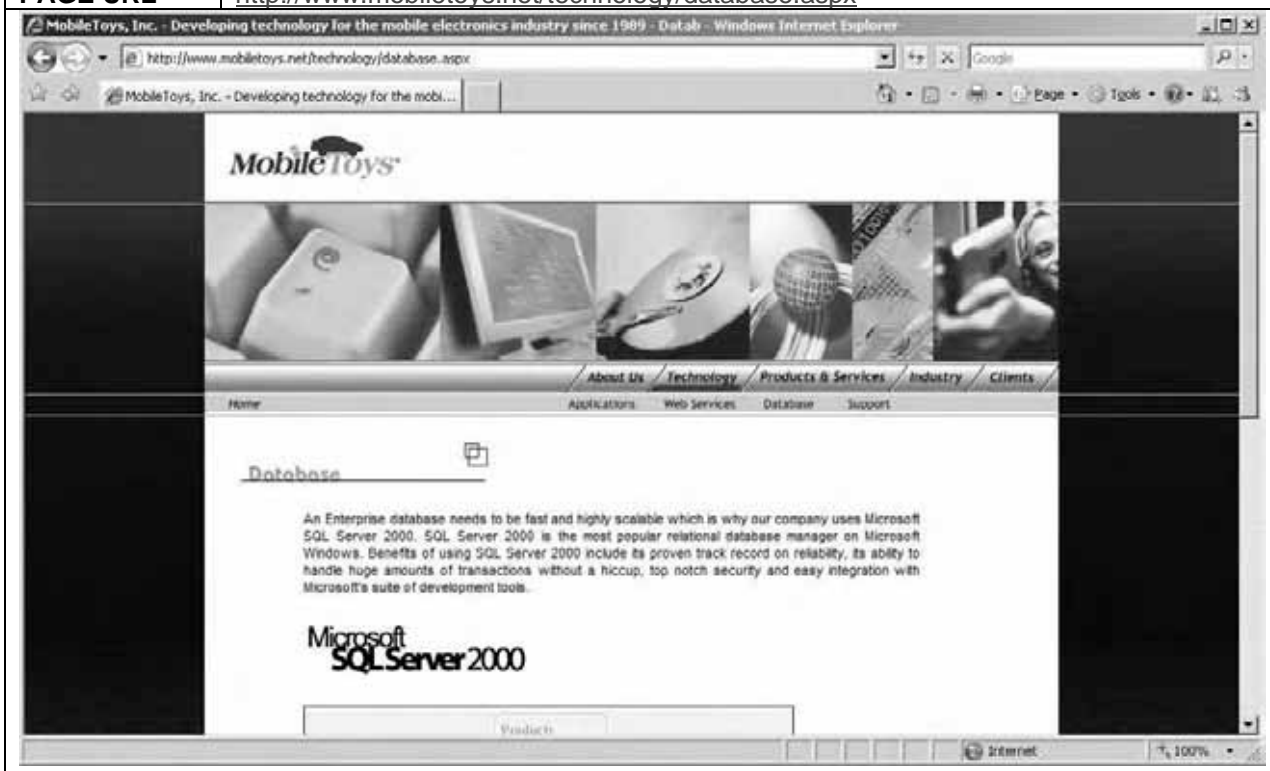 PAGE URL http://www.mobiletoys.net/technology/database.aspx
MobileToys, Inc. - Developing technology for the mobile electronics industry since 1989 - Datab - Windows Internet Explorer
http://www.mobiletoys.net/technology/database.aspx
Google
MobileToys, Inc. - Developing technology for the mobi...
Page Tools
MobileToys
About Us / Technology / Products & Services / Industry / Clients /
Home Applications Web Services Database Support
Database
An Enterprise database needs to be fast and highly scalable which is why our company uses Microsoft
SQL Server 2000. SQL Server 2000 is the most popular relational database manager on Microsoft
Windows. Benefits of using SQL Server 2000 include its proven track record on reliability, its ability to
handle huge amounts of transactions without a hiccup, top notch security and easy integration with
Microsoft's suite of development tools.
Microsoft
SQL Server 2000
Products
Internet 100%